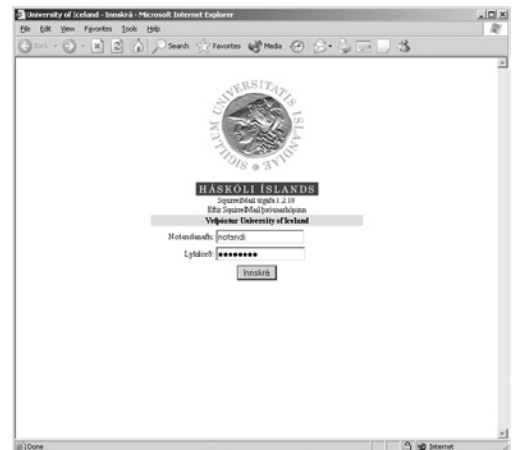 University of Iceland - Innskrá - Microsoft Internet Explorer
File Edit View Favorites Tools Help
Back Search Favorites Media
SIGILLUM UNIVERSITATIS ISLANDIAE
HÁSKÓLI ÍSLANDS
SquirrelMail útgáfa 1.2.10
Eftir SquirrelMail þróunarhópinn
Vefpóstur University of Iceland
Notandanafn: notandi
Lykilorð: ●●●●●●●●
Innskrá
Done Internet